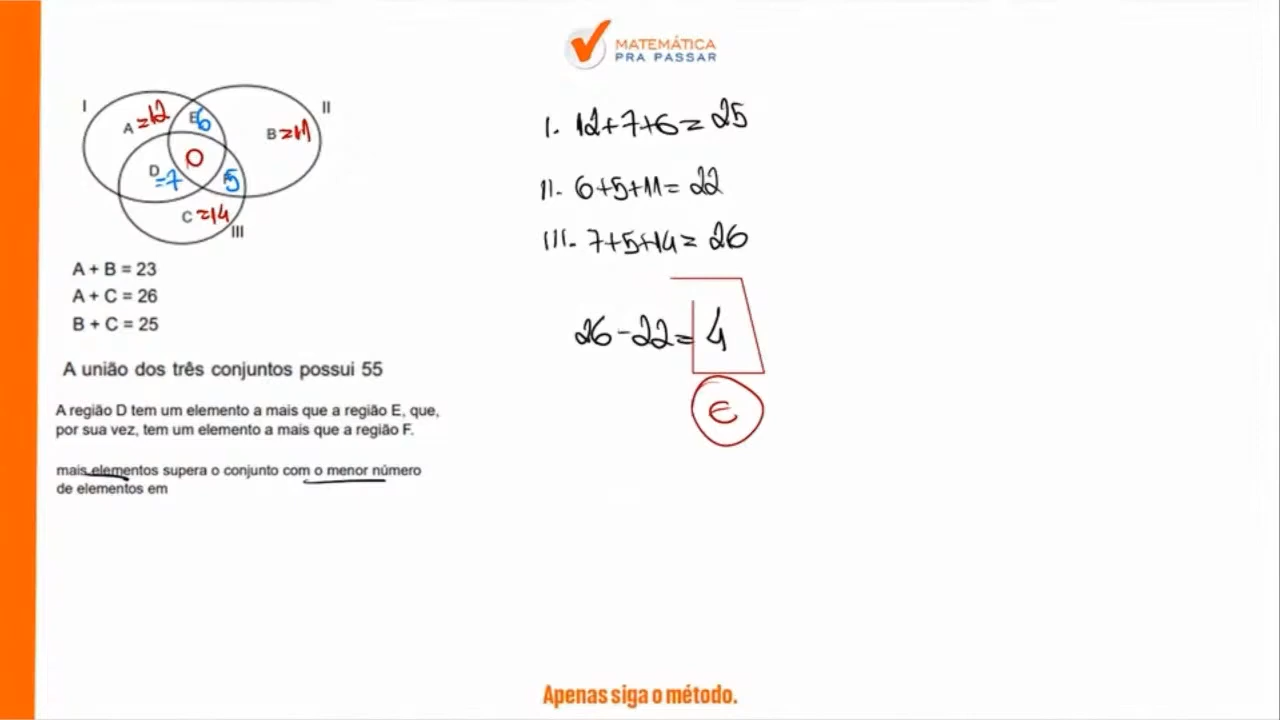 MATEMÁTICA
PRA PASSAR
I
A =12
E 6
B =11
II
0
D =7
5
C =14
III
A + B = 23
A + C = 26
B + C = 25
A união dos três conjuntos possui 55
A região D tem um elemento a mais que a região E, que,
por sua vez, tem um elemento a mais que a região F.
mais elementos supera o conjunto com o menor número
de elementos em
I. 12+7+6=25
II. 6+5+11=22
III. 7+5+14=26
26-22=4
E
Apenas siga o método.